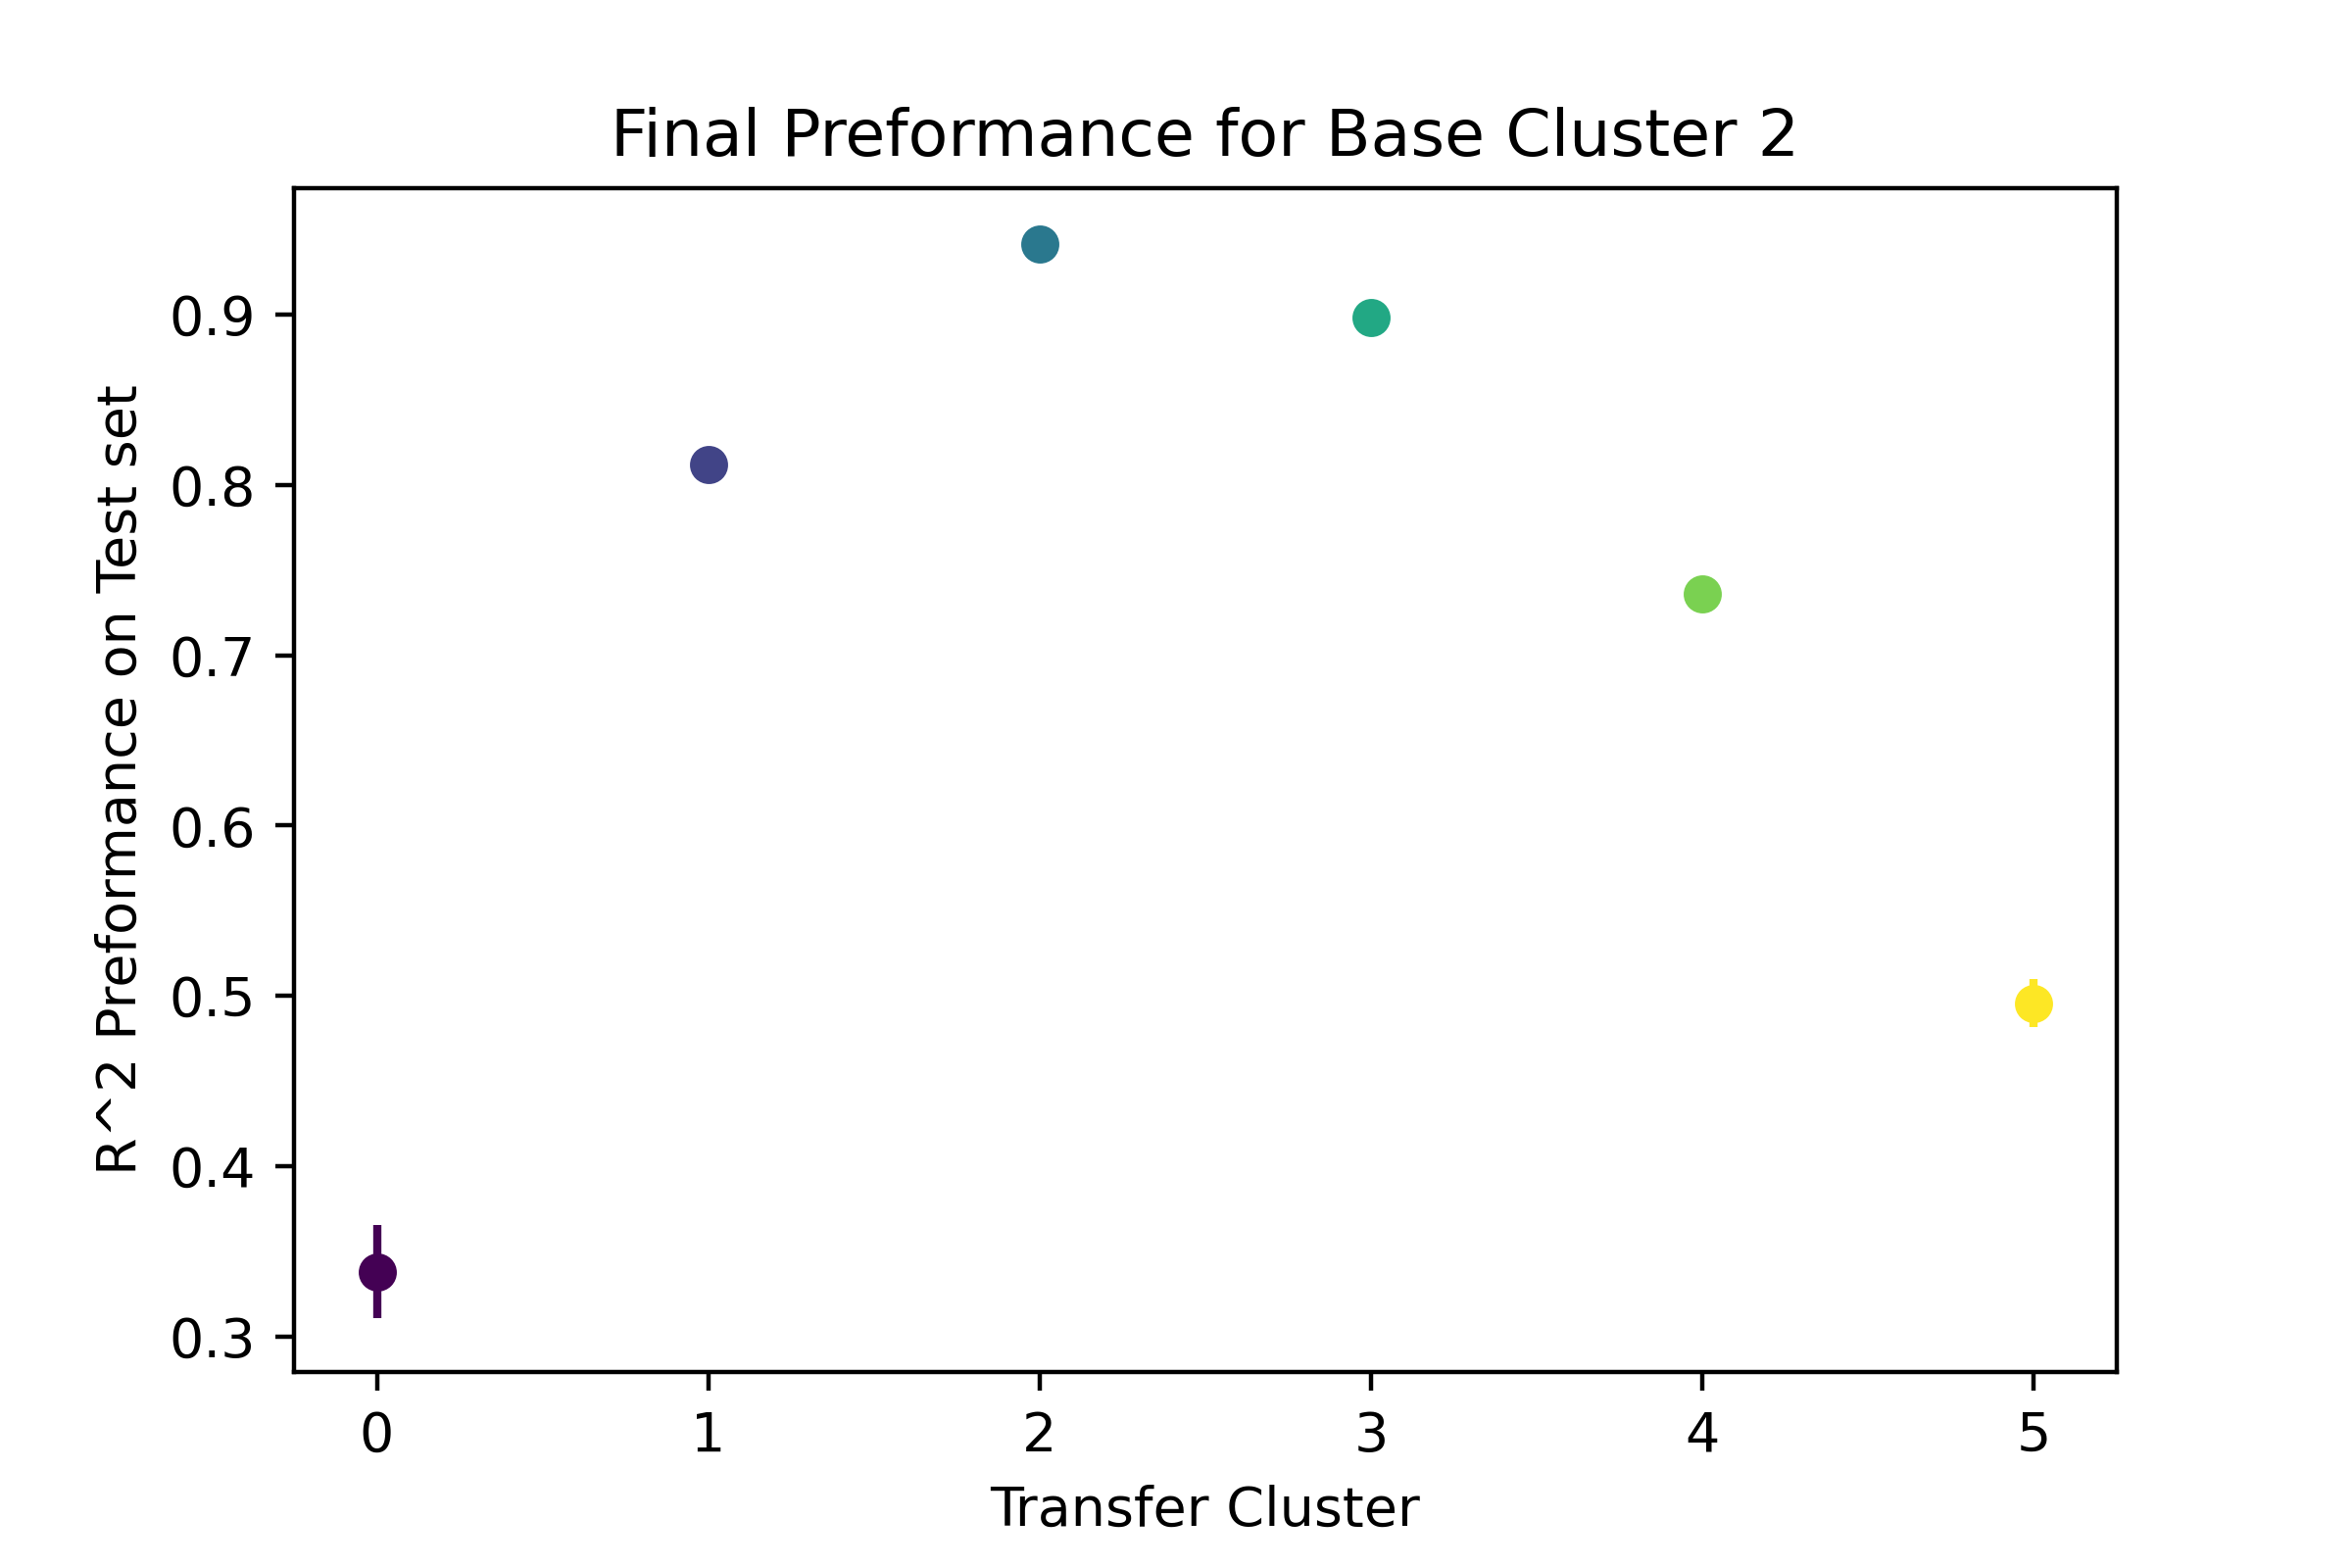 Final Preformance for Base Cluster 2
R^2 Preformance on Test set
0.9
0.8
0.7
0.6
0.5
0.4
0.3
0 1 2 3 4 5
Transfer Cluster